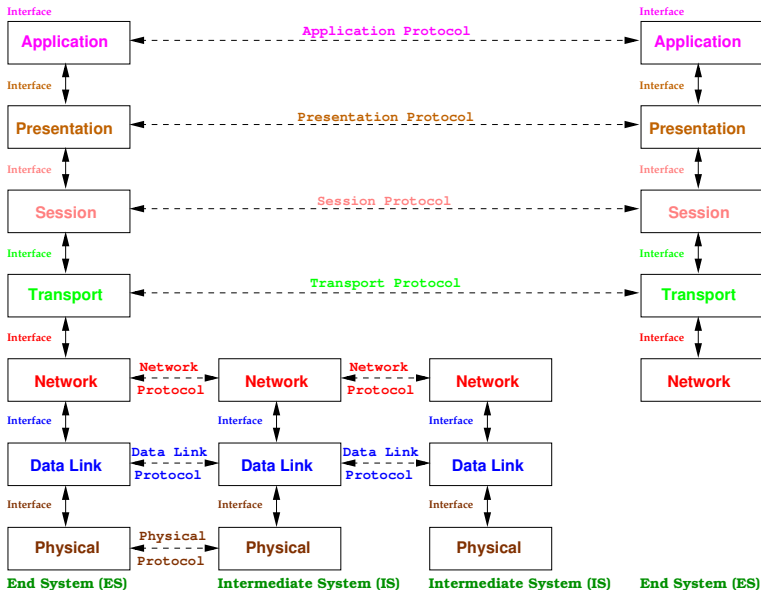 Interface Interface
Application Application Protocol Application
Interface Interface
Presentation Presentation Protocol Presentation
Interface Interface
Session Session Protocol Session
Interface Interface
Transport Transport Protocol Transport
Interface Interface
Network Network Protocol Network Network Protocol Network Network
Interface Interface Interface
Data Link Data Link Protocol Data Link Data Link Protocol Data Link
Interface Interface Interface
Physical Physical Protocol Physical Physical
End System (ES) Intermediate System (IS) Intermediate System (IS) End System (ES)